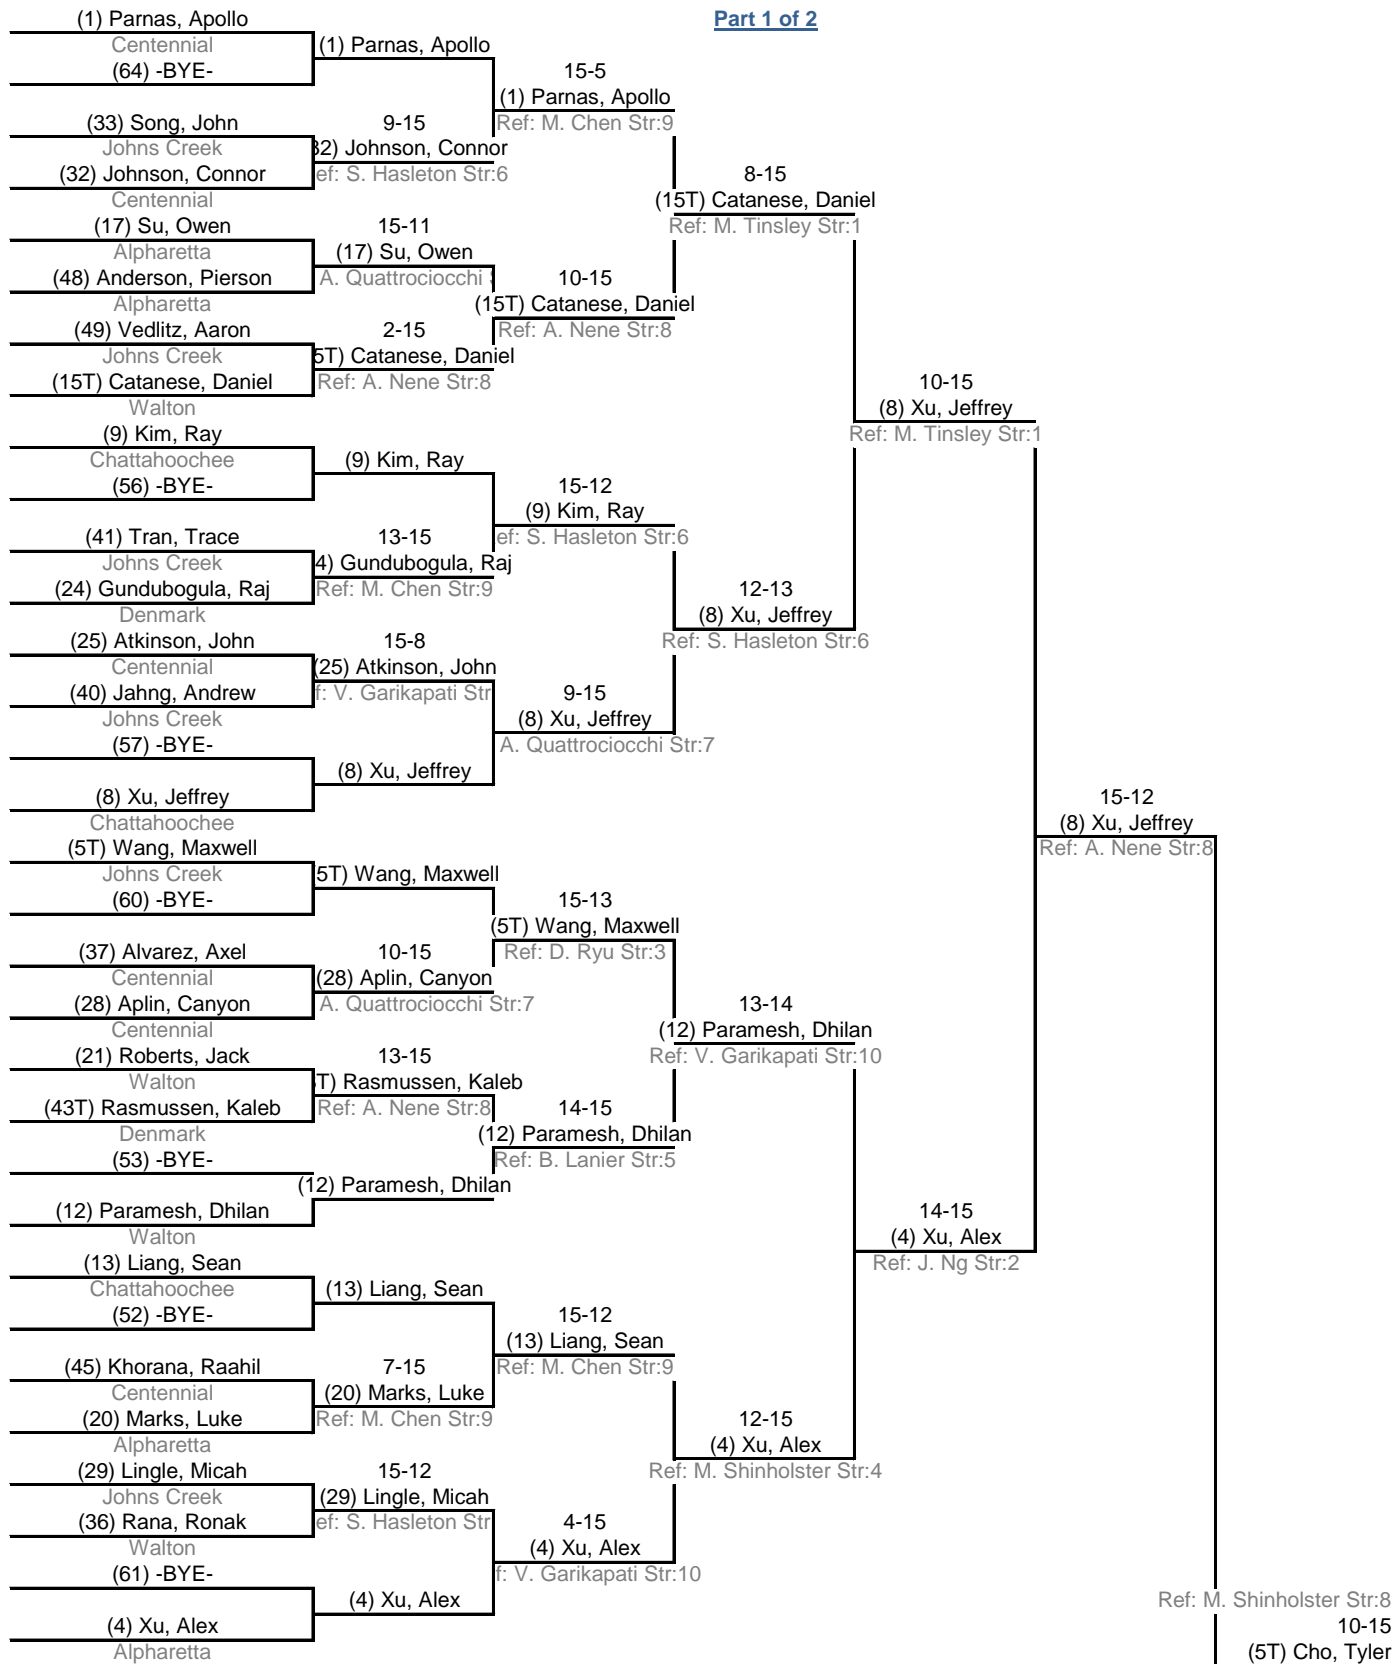 Part 1 of 2
(1) Parnas, Apollo
Centennial
(64) -BYE-
(33) Song, John
Johns Creek
(32) Johnson, Connor
Centennial
(17) Su, Owen
Alpharetta
(48) Anderson, Pierson
Alpharetta
(49) Vedlitz, Aaron
Johns Creek
(15T) Catanese, Daniel
Walton
(9) Kim, Ray
Chattahoochee
(56) -BYE-
(41) Tran, Trace
Johns Creek
(24) Gundubogula, Raj
Denmark
(25) Atkinson, John
Centennial
(40) Jahng, Andrew
Johns Creek
(57) -BYE-
(8) Xu, Jeffrey
Chattahoochee
(5T) Wang, Maxwell
Johns Creek
(60) -BYE-
(37) Alvarez, Axel
Centennial
(28) Aplin, Canyon
Centennial
(21) Roberts, Jack
Walton
(43T) Rasmussen, Kaleb
Denmark
(53) -BYE-
(12) Paramesh, Dhilan
Walton
(13) Liang, Sean
Chattahoochee
(52) -BYE-
(45) Khorana, Raahil
Centennial
(20) Marks, Luke
Alpharetta
(29) Lingle, Micah
Johns Creek
(36) Rana, Ronak
Walton
(61) -BYE-
(4) Xu, Alex
Alpharetta
(1) Parnas, Apollo
9-15
32) Johnson, Connor
ef: S. Hasleton Str:6
15-11
(17) Su, Owen
A. Quattrociocchi
2-15
5T) Catanese, Daniel
Ref: A. Nene Str:8
(9) Kim, Ray
13-15
4) Gundubogula, Raj
Ref: M. Chen Str:9
15-8
(25) Atkinson, John
f: V. Garikapati Str
(8) Xu, Jeffrey
5T) Wang, Maxwell
10-15
(28) Aplin, Canyon
A. Quattrociocchi Str:7
13-15
T) Rasmussen, Kaleb
Ref: A. Nene Str:8
(12) Paramesh, Dhilan
(13) Liang, Sean
7-15
(20) Marks, Luke
Ref: M. Chen Str:9
15-12
(29) Lingle, Micah
ef: S. Hasleton Str
(4) Xu, Alex
15-5
(1) Parnas, Apollo
Ref: M. Chen Str:9
10-15
(15T) Catanese, Daniel
Ref: A. Nene Str:8
15-12
(9) Kim, Ray
ef: S. Hasleton Str:6
9-15
(8) Xu, Jeffrey
A. Quattrociocchi Str:7
15-13
(5T) Wang, Maxwell
Ref: D. Ryu Str:3
14-15
(12) Paramesh, Dhilan
Ref: B. Lanier Str:5
15-12
(13) Liang, Sean
Ref: M. Chen Str:9
4-15
(4) Xu, Alex
f: V. Garikapati Str:10
8-15
(15T) Catanese, Daniel
Ref: M. Tinsley Str:1
12-13
(8) Xu, Jeffrey
Ref: S. Hasleton Str:6
13-14
(12) Paramesh, Dhilan
Ref: V. Garikapati Str:10
12-15
(4) Xu, Alex
Ref: M. Shinholster Str:4
10-15
(8) Xu, Jeffrey
Ref: M. Tinsley Str:1
14-15
(4) Xu, Alex
Ref: J. Ng Str:2
15-12
(8) Xu, Jeffrey
Ref: A. Nene Str:8
Ref: M. Shinholster Str:8
10-15
(5T) Cho, Tyler